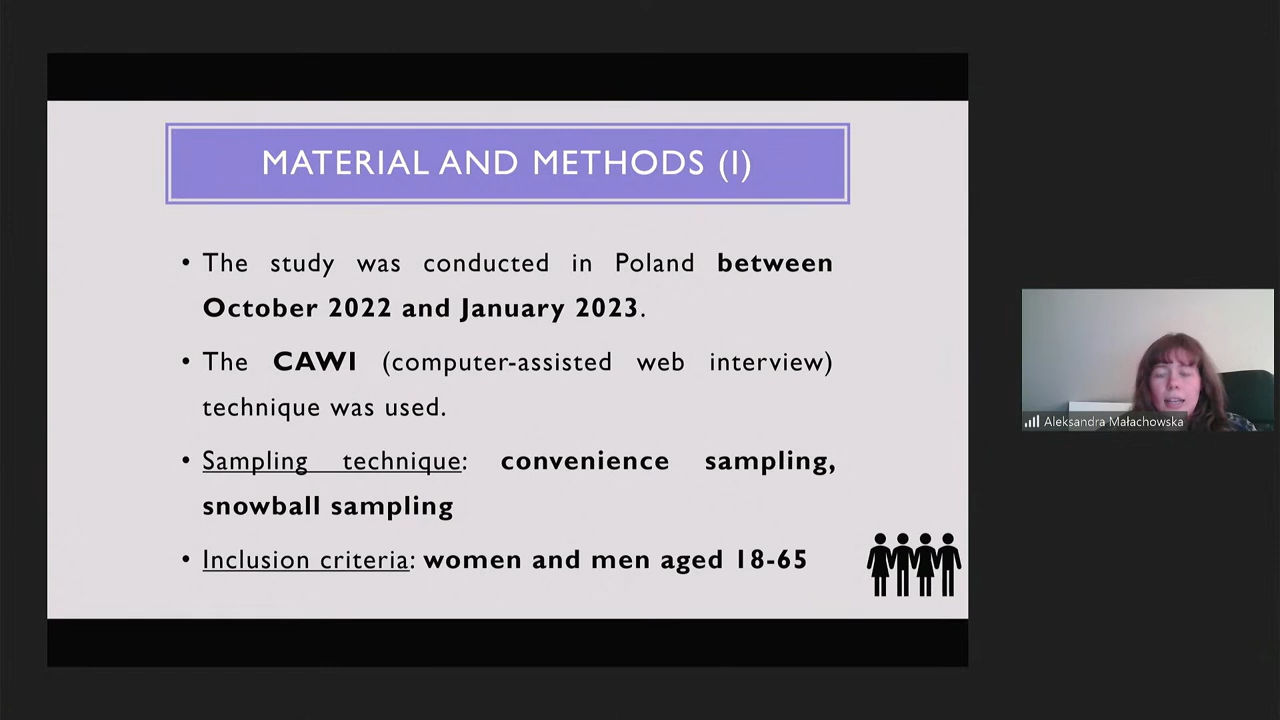 MATERIAL AND METHODS (I)
• The study was conducted in Poland between
October 2022 and January 2023.
• The CAWI (computer-assisted web interview)
technique was used.
• Sampling technique: convenience sampling,
snowball sampling
• Inclusion criteria: women and men aged 18-65
Aleksandra Małachowska